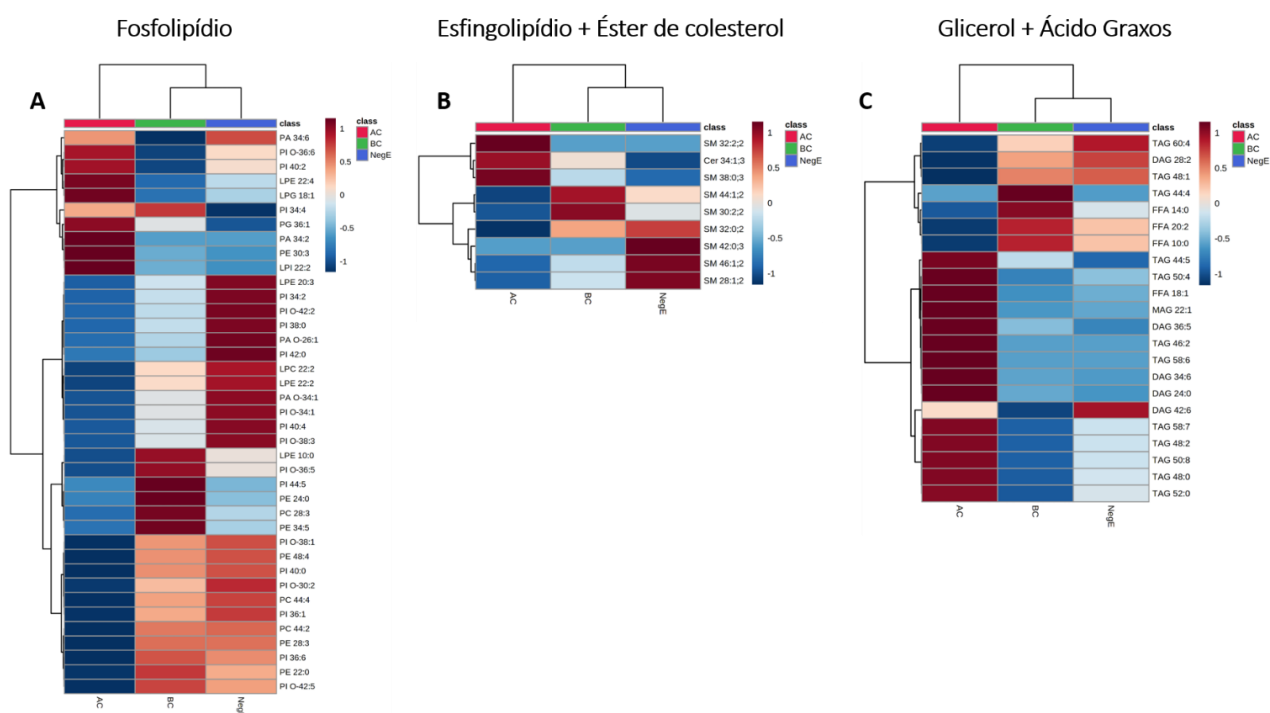 Fosfolipídio
Esfingolipídio + Éster de colesterol
Glicerol + Ácido Graxos
A
class
AC
BC
NegE
1
0.5
0
-0.5
-1
PA 34:6
PI O-36:6
PI 40:2
LPE 22:4
LPG 18:1
PI 34:4
PG 36:1
PA 34:2
PE 30:3
LPI 22:2
LPE 20:3
PI 34:2
PI O-42:2
PI 38:0
PA O-26:1
PI 42:0
LPC 22:2
LPE 22:2
PA O-34:1
PI O-34:1
PI 40:4
PI O-38:3
LPE 10:0
PI O-36:5
PI 44:5
PE 24:0
PC 28:3
PE 34:5
PI O-38:1
PE 48:4
PI 40:0
PI O-30:2
PC 44:4
PI 36:1
PC 44:2
PE 28:3
PI 36:6
PE 22:0
PI O-42:5
AC
BC
Negl
B
class
AC
BC
NegE
1
0.5
0
-0.5
-1
SM 32:2;2
Cer 34:1;3
SM 38:0;3
SM 44:1;2
SM 30:2;2
SM 32:0;2
SM 42:0;3
SM 46:1;2
SM 28:1;2
AC
BC
NegE
C
class
AC
BC
NegE
1
0.5
0
-0.5
-1
TAG 60:4
DAG 28:2
TAG 48:1
TAG 44:4
FFA 14:0
FFA 20:2
FFA 10:0
TAG 44:5
TAG 50:4
FFA 18:1
MAG 22:1
DAG 36:5
TAG 46:2
TAG 58:6
DAG 34:6
DAG 24:0
DAG 42:6
TAG 58:7
TAG 48:2
TAG 50:8
TAG 48:0
TAG 52:0
AC
BC
NegE